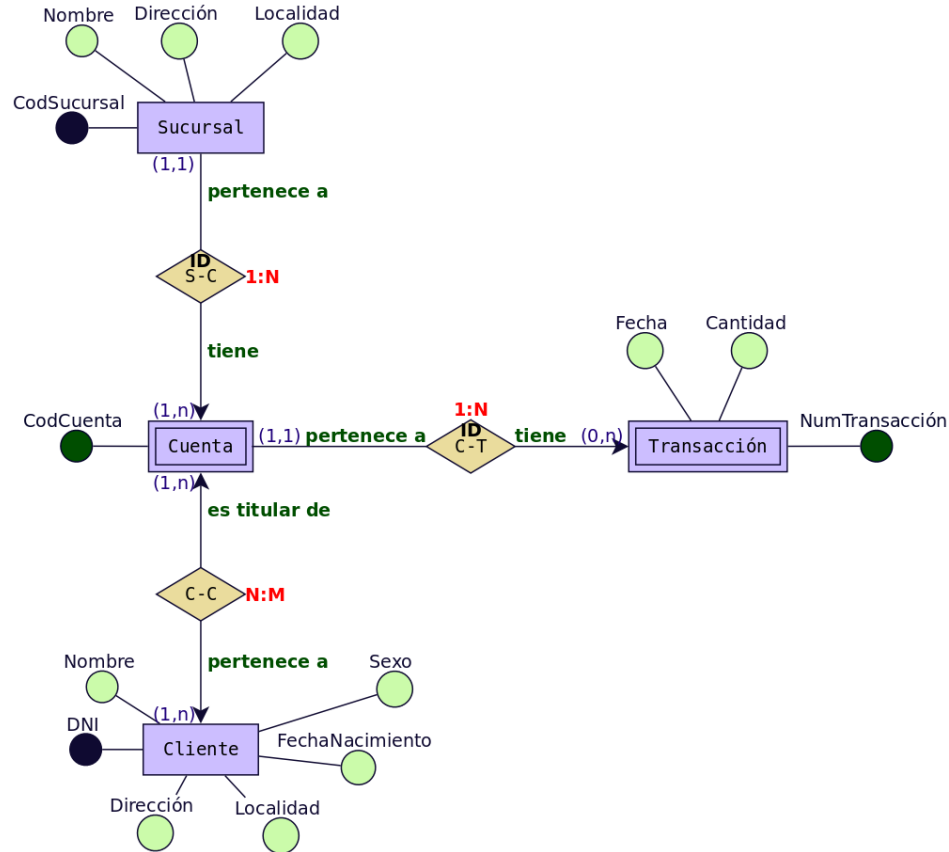 Nombre
Dirección
Localidad
CodSucursal
Sucursal
(1,1)
pertenece a
ID
S-C
1:N
tiene
(1,n)
CodCuenta
Cuenta
(1,1)
pertenece a
1:N
ID
C-T
tiene
(0,n)
Fecha
Cantidad
Transacción
NumTransacción
(1,n)
es titular de
C-C
N:M
pertenece a
(1,n)
Nombre
Sexo
DNI
Cliente
FechaNacimiento
Dirección
Localidad